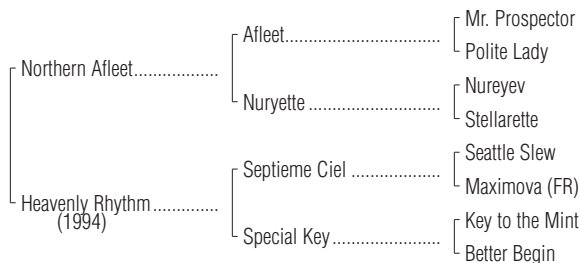 Mr. Prospector
Afleet
Polite Lady
Northern Afleet
Nureyev
Nuryette
Stellarette
Seattle Slew
Septieme Ciel
Maximova (FR)
Heavenly Rhythm
(1994)
Key to the Mint
Special Key
Better Begin